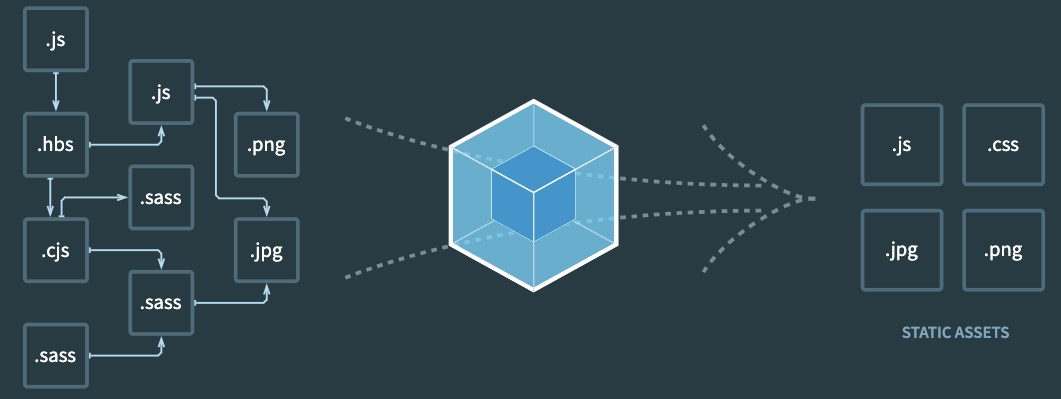 .js
.js
.hbs
.png
.sass
.cjs
.jpg
.sass
.sass
.js
.css
.jpg
.png
STATIC ASSETS